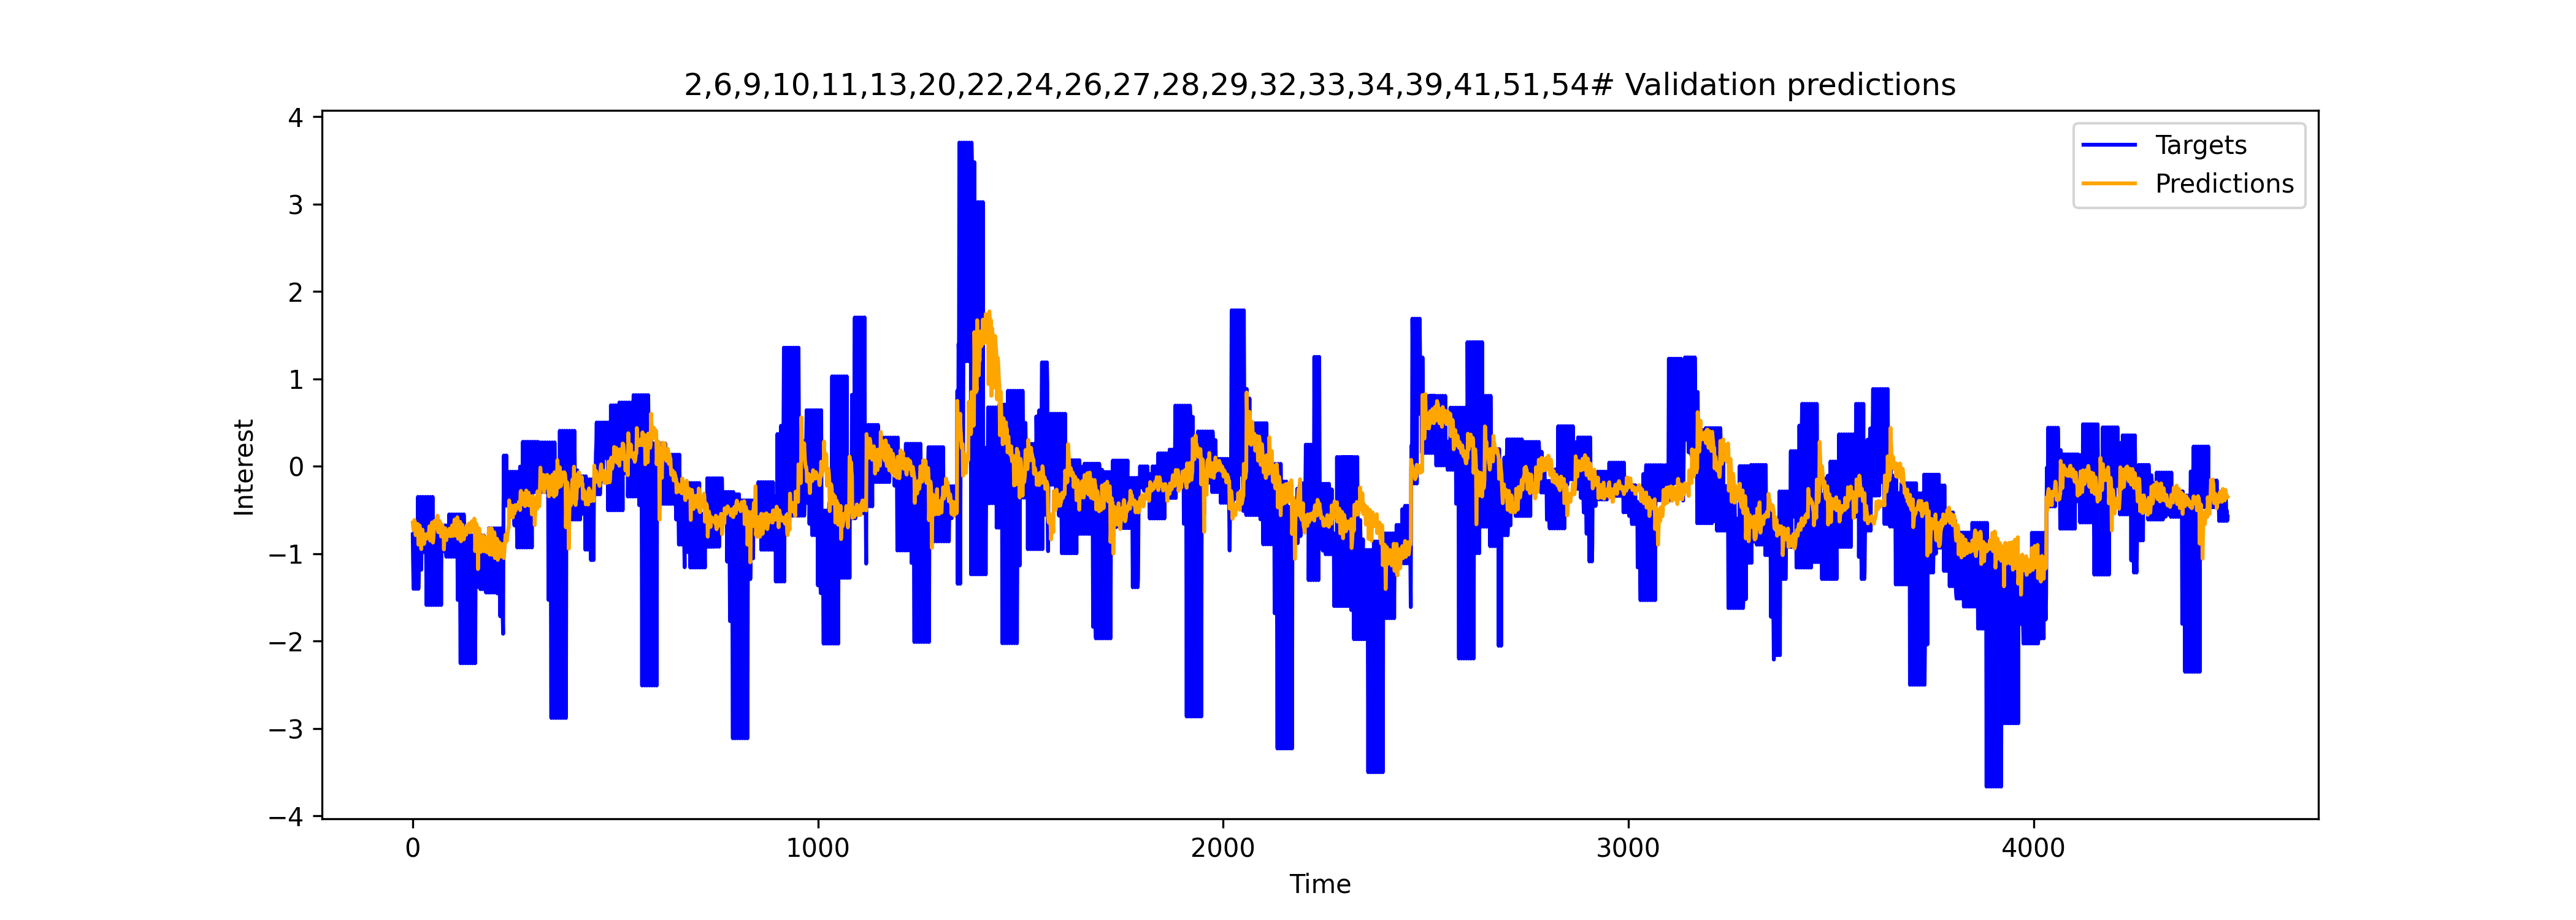 2,6,9,10,11,13,20,22,24,26,27,28,29,32,33,34,39,41,51,54# Validation predictions
Targets
Predictions
4
3
2
1
0
−1
−2
−3
−4
Interest
0
1000
2000
3000
4000
Time